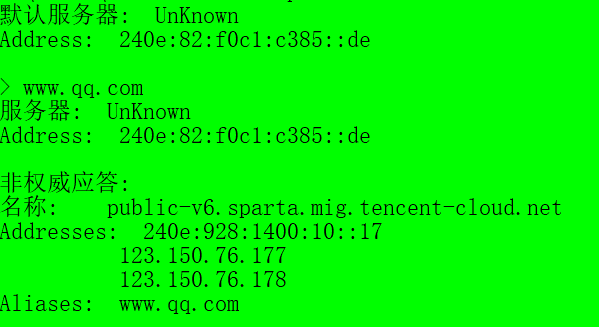 默认服务器:  UnKnown
Address:  240e:82:f0c1:c385::de
> www.qq.com
服务器:  UnKnown
Address:  240e:82:f0c1:c385::de
非权威应答:
名称:    public-v6.sparta.mig.tencent-cloud.net
Addresses:  240e:928:1400:10::17
123.150.76.177
123.150.76.178
Aliases:  www.qq.com